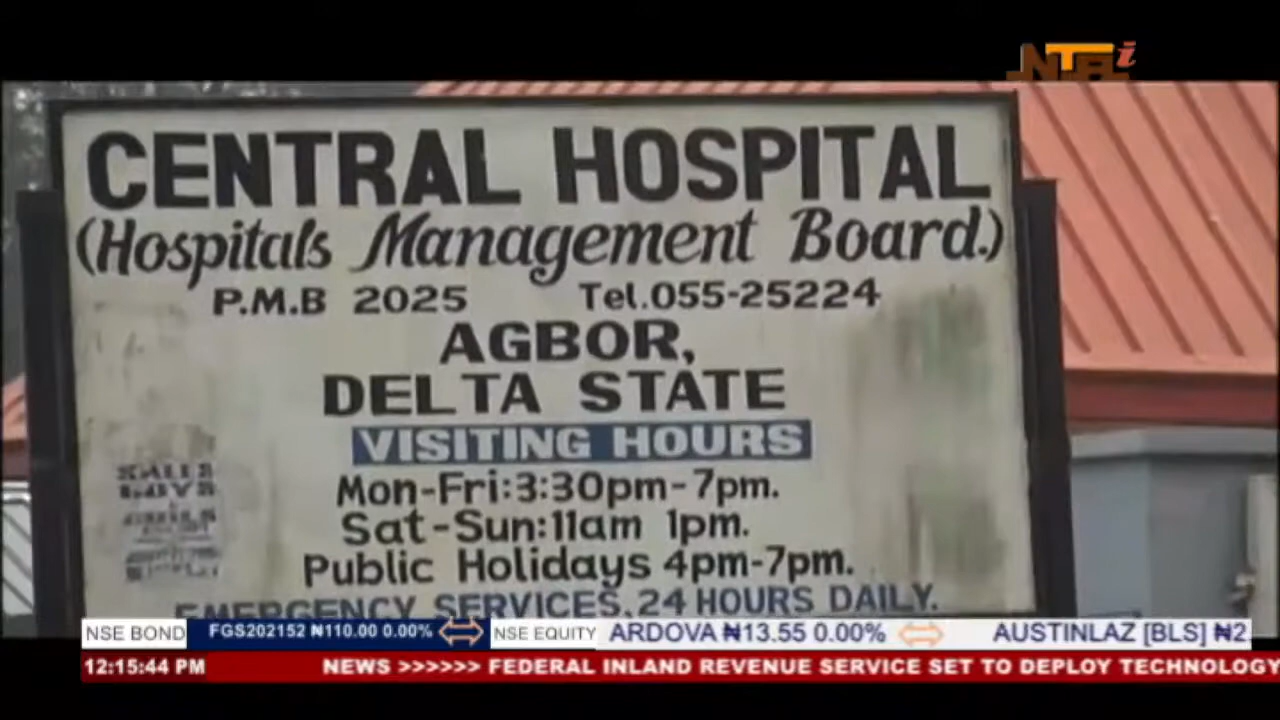 NTAi
CENTRAL HOSPITAL
(Hospitals Management Board.)
P.M.B 2025 Tel.055-25224
AGBOR,
DELTA STATE
VISITING HOURS
Mon-Fri:3:30pm-7pm.
Sat-Sun:11am 1pm.
Public Holidays 4pm-7pm.
EMERGENCY SERVICES, 24 HOURS DAILY.
NSE BOND FGS202152 ₦110.00 0.00% NSE EQUITY ARDOVA ₦13.55 0.00% AUSTINLAZ [BLS] ₦2
12:15:44 PM NEWS >>>>>> FEDERAL INLAND REVENUE SERVICE SET TO DEPLOY TECHNOLOGY